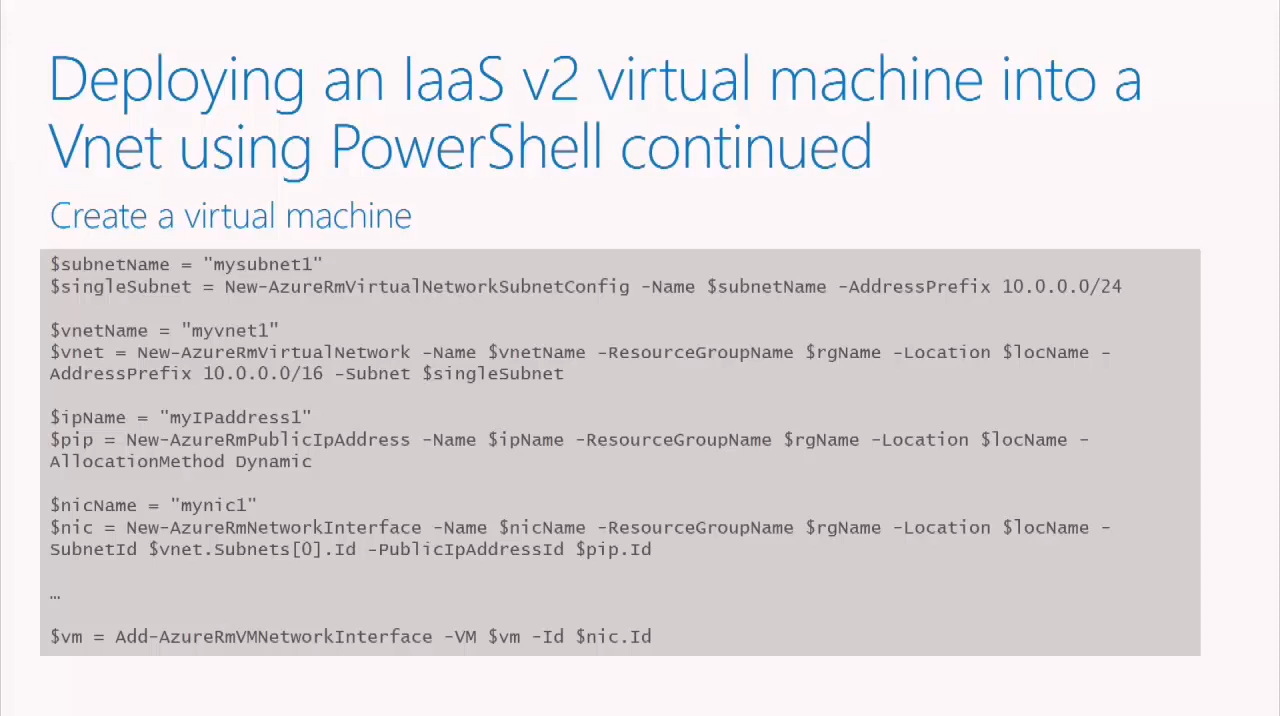 Deploying an IaaS v2 virtual machine into a
Vnet using PowerShell continued
Create a virtual machine
$subnetName = "mysubnet1"
$singleSubnet = New-AzureRmVirtualNetworkSubnetConfig -Name $subnetName -AddressPrefix 10.0.0.0/24
$vnetName = "myvnet1"
$vnet = New-AzureRmVirtualNetwork -Name $vnetName -ResourceGroupName $rgName -Location $locName -
AddressPrefix 10.0.0.0/16 -Subnet $singleSubnet
$ipName = "myIPaddress1"
$pip = New-AzureRmPublicIpAddress -Name $ipName -ResourceGroupName $rgName -Location $locName -
AllocationMethod Dynamic
$nicName = "mynic1"
$nic = New-AzureRmNetworkInterface -Name $nicName -ResourceGroupName $rgName -Location $locName -
SubnetId $vnet.Subnets[0].Id -PublicIpAddressId $pip.Id
…
$vm = Add-AzureRmVMNetworkInterface -VM $vm -Id $nic.Id